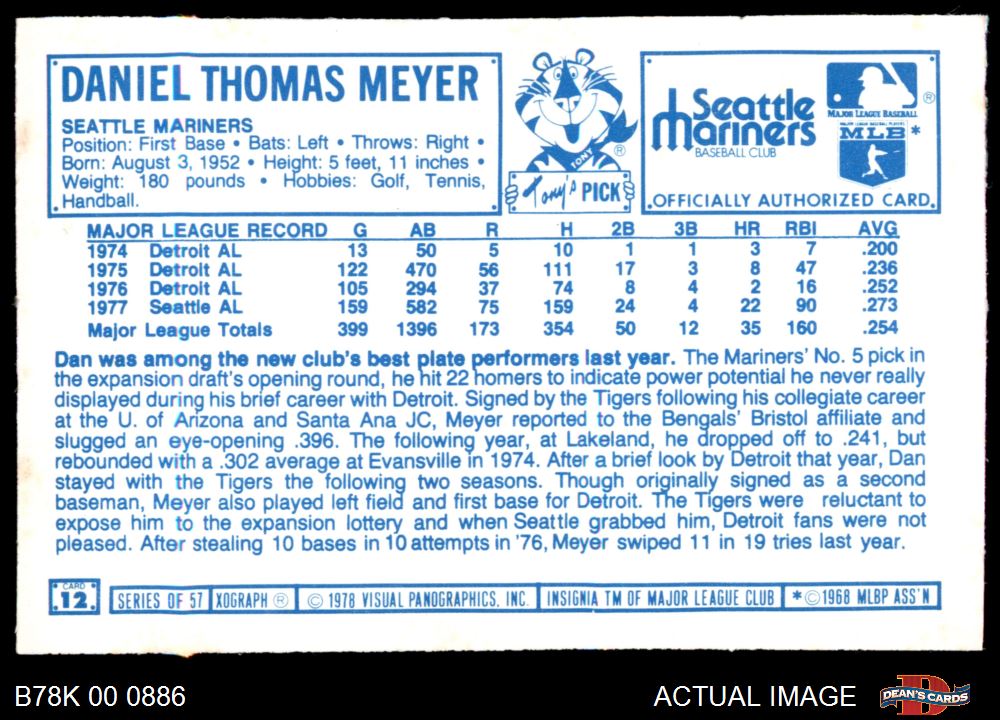 DANIEL THOMAS MEYER
SEATTLE MARINERS
Position: First Base • Bats: Left • Throws: Right •
Born: August 3, 1952 • Height: 5 feet, 11 inches •
Weight: 180 pounds • Hobbies: Golf, Tennis,
Handball.
TONY
®
Tony's PICK
Seattle
Mariners
BASEBALL CLUB
®
MAJOR LEAGUE BASEBALL
MAJOR LEAGUE BASEBALL PLAYERS
MLB *
OFFICIALLY AUTHORIZED CARD.
MAJOR LEAGUE RECORD G AB R H 2B 3B HR RBI AVG
1974 Detroit AL 13 50 5 10 1 1 3 7 .200
1975 Detroit AL 122 470 56 111 17 3 8 47 .236
1976 Detroit AL 105 294 37 74 8 4 2 16 .252
1977 Seattle AL 159 582 75 159 24 4 22 90 .273
Major League Totals 399 1396 173 354 50 12 35 160 .254
Dan was among the new club's best plate performers last year. The Mariners' No. 5 pick in
the expansion draft's opening round, he hit 22 homers to indicate power potential he never really
displayed during his brief career with Detroit. Signed by the Tigers following his collegiate career
at the U. of Arizona and Santa Ana JC, Meyer reported to the Bengals' Bristol affiliate and
slugged an eye-opening .396. The following year, at Lakeland, he dropped off to .241, but
rebounded with a .302 average at Evansville in 1974. After a brief look by Detroit that year, Dan
stayed with the Tigers the following two seasons. Though originally signed as a second
baseman, Meyer also played left field and first base for Detroit. The Tigers were reluctant to
expose him to the expansion lottery and when Seattle grabbed him, Detroit fans were not
pleased. After stealing 10 bases in 10 attempts in '76, Meyer swiped 11 in 19 tries last year.
CARD
12
SERIES OF 57 XOGRAPH ® © 1978 VISUAL PANOGRAPHICS, INC. INSIGNIA TM OF MAJOR LEAGUE CLUB *©1968 MLBP ASS'N
B78K 00 0886
ACTUAL IMAGE
D
DEAN'S CARDS